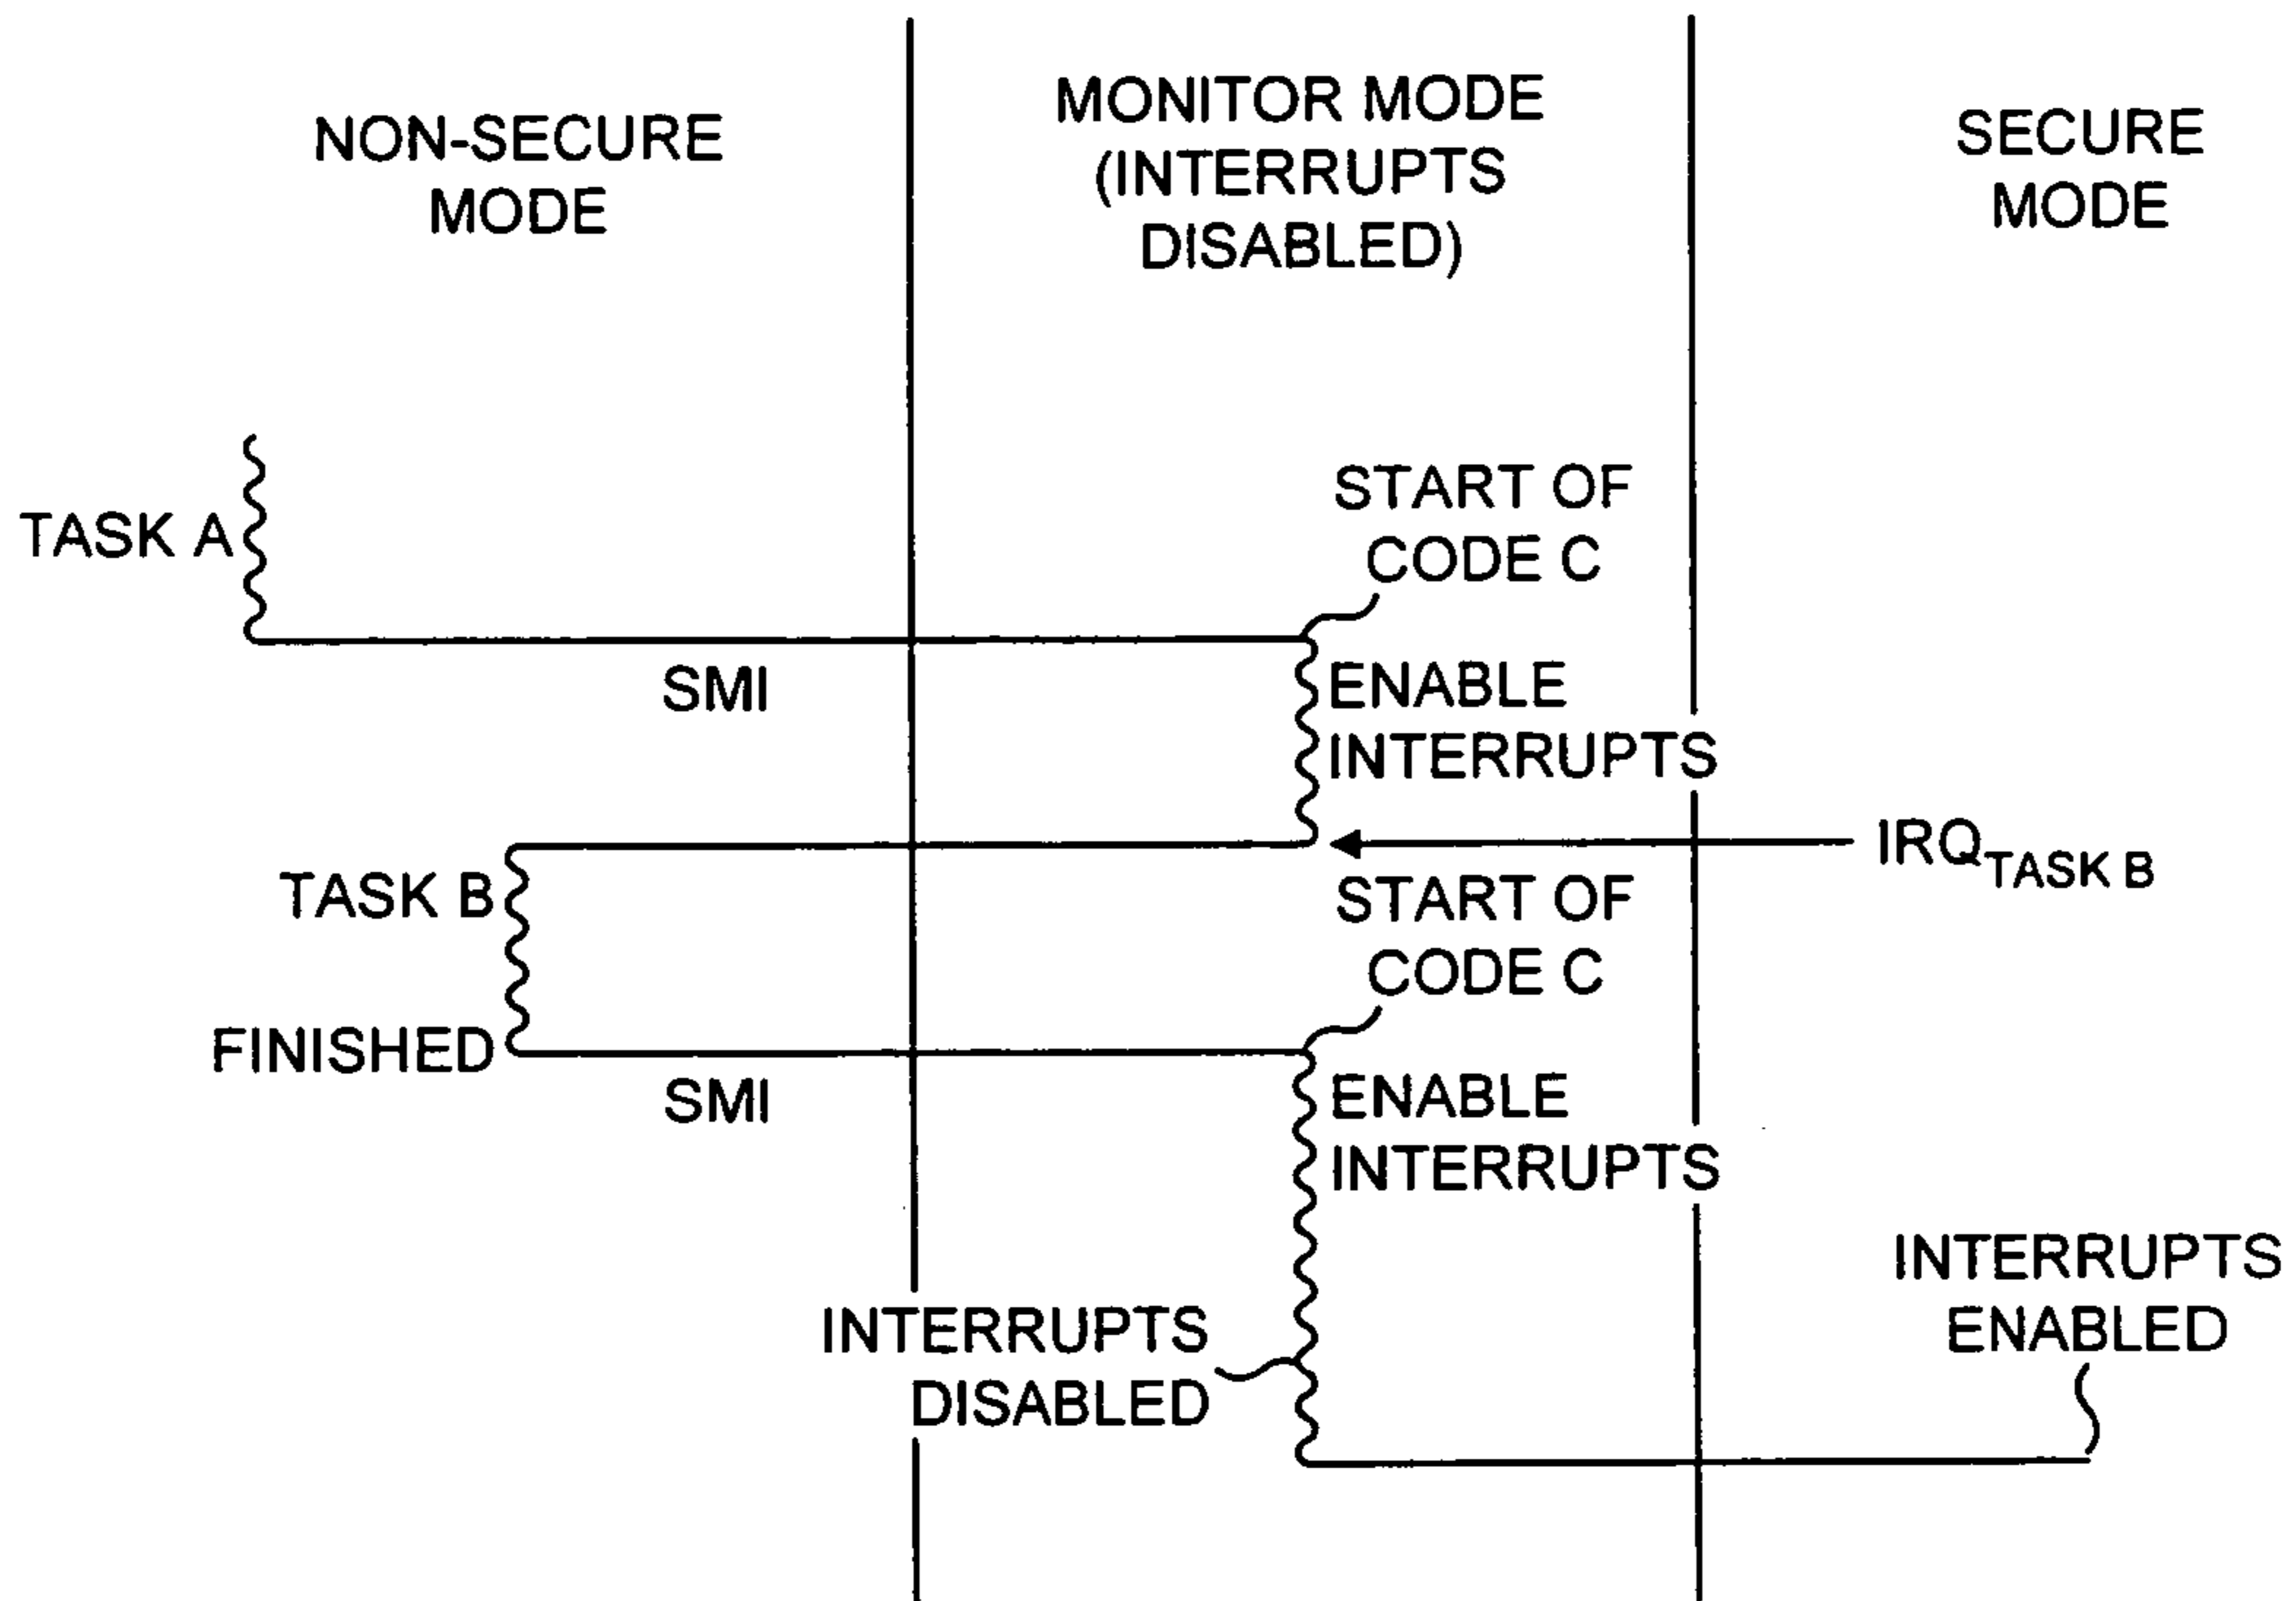 NON-SECURE
MODE
MONITOR MODE
(INTERRUPTS
DISABLED)
SECURE
MODE
TASK A
START OF
CODE C
SMI
ENABLE
INTERRUPTS
IRQTASK B
TASK B
START OF
CODE C
FINISHED
SMI
ENABLE
INTERRUPTS
INTERRUPTS
DISABLED
INTERRUPTS
ENABLED